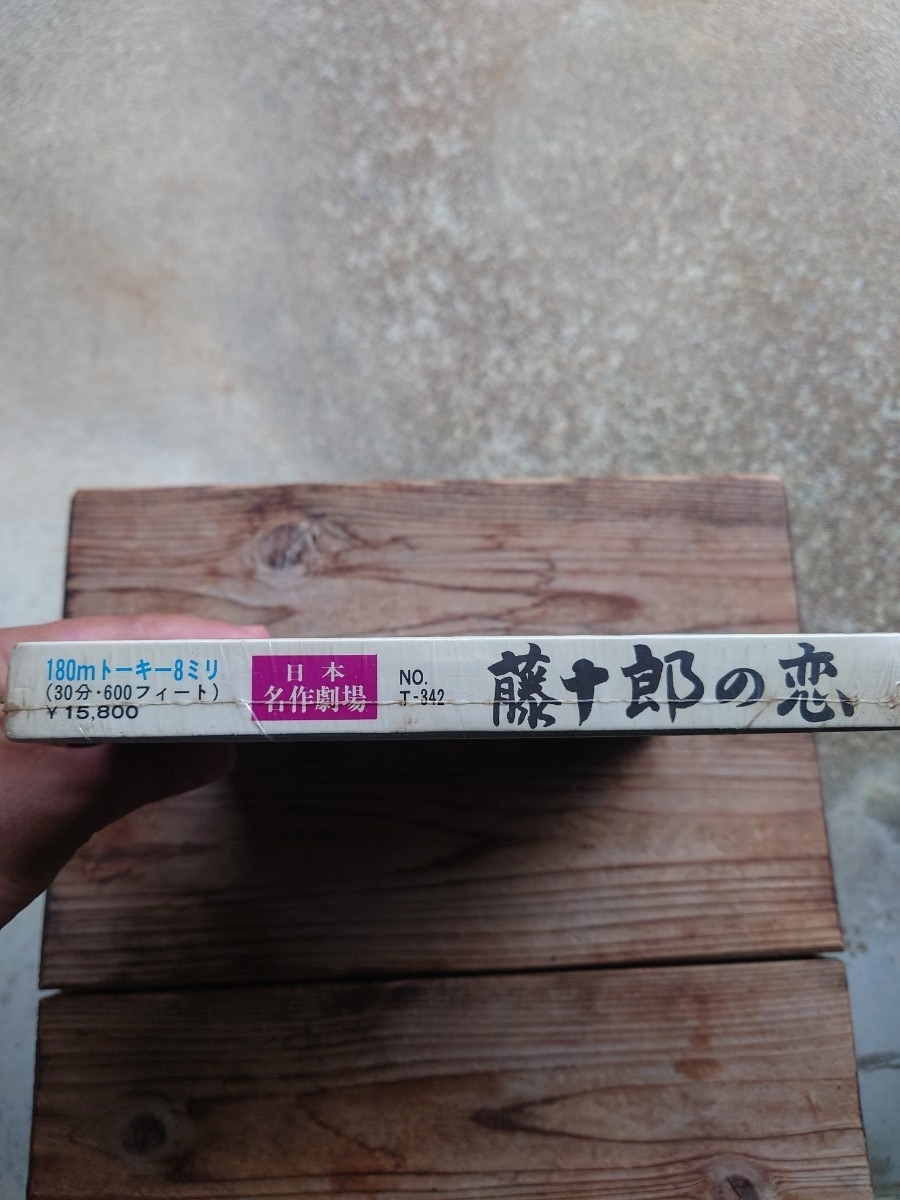 180mトーキー8ミリ
(30分・600フィート)
¥15,800
日本
名作劇場
NO.
T-342
藤十郎の恋